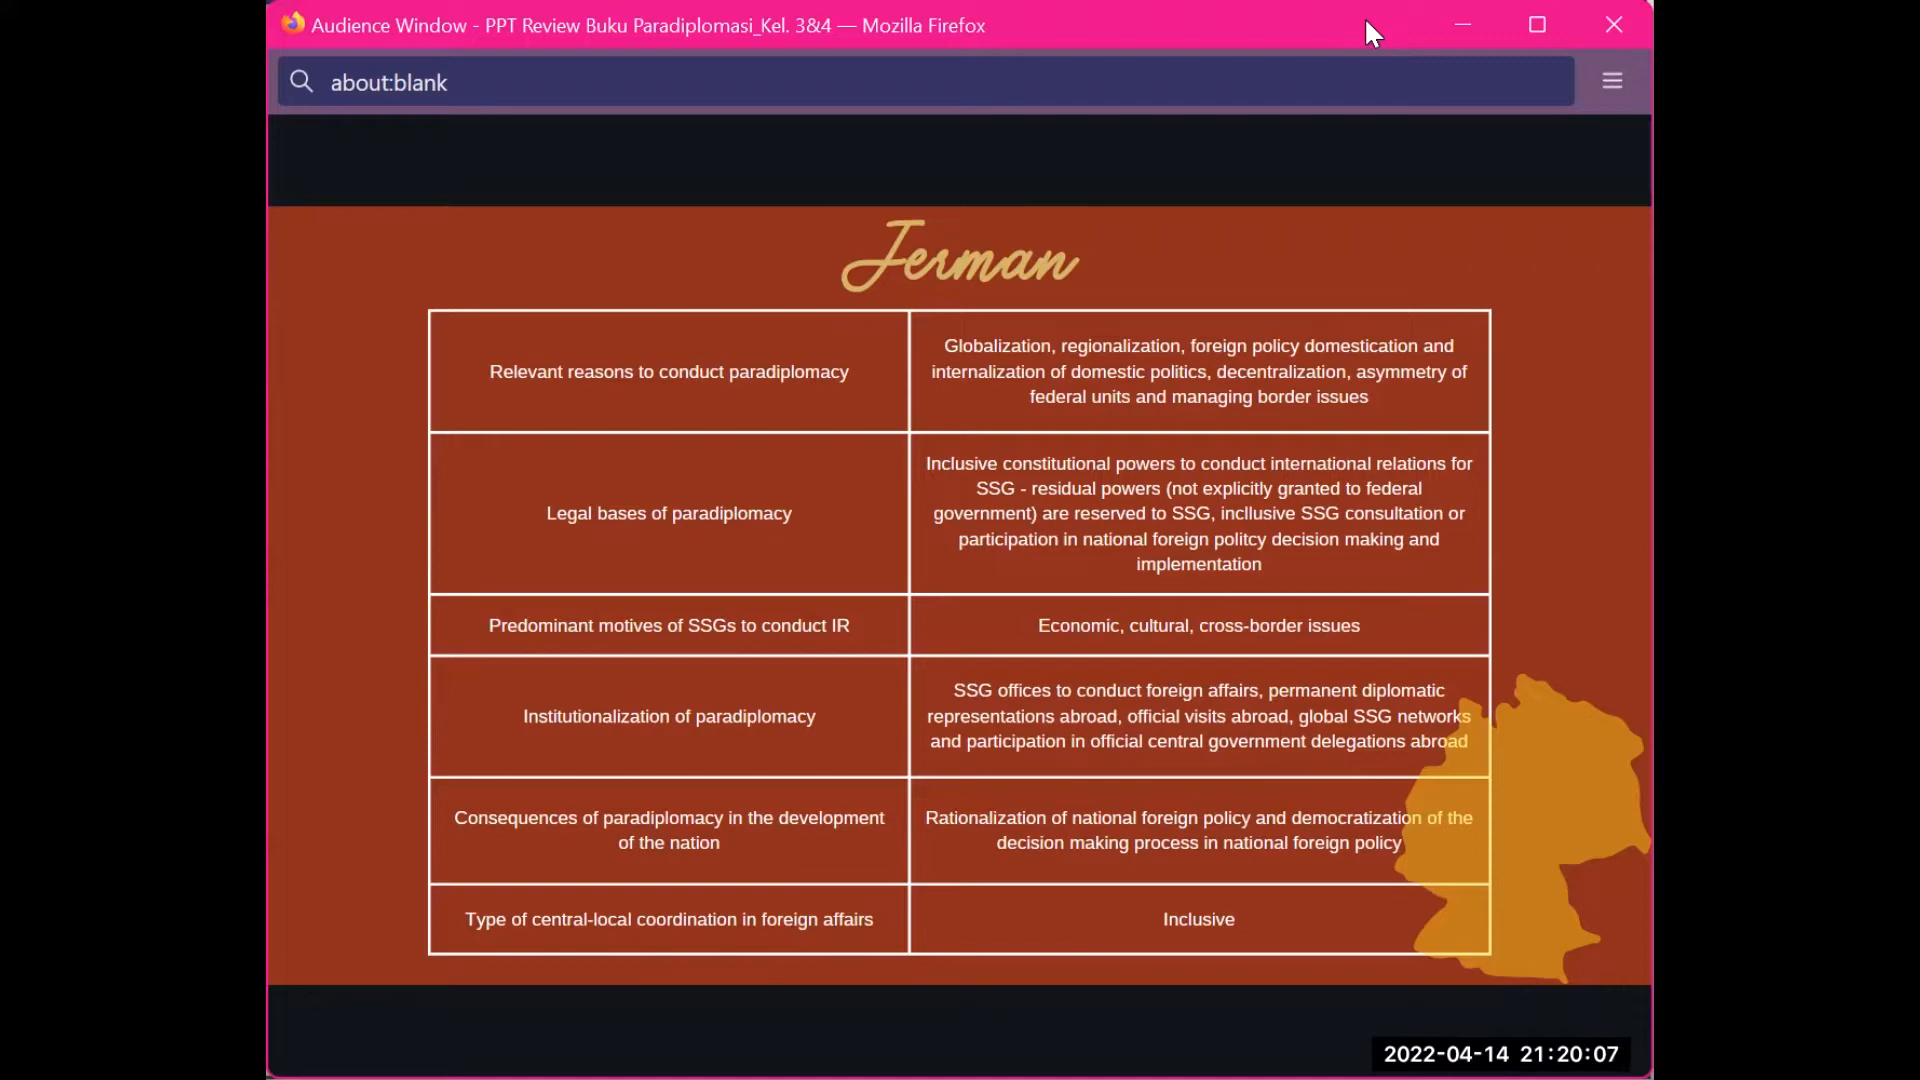 Audience Window - PPT Review Buku Paradiplomasi_Kel. 3&4 — Mozilla Firefox
about:blank
Jerman
Relevant reasons to conduct paradiplomacy
Globalization, regionalization, foreign policy domestication and
internalization of domestic politics, decentralization, asymmetry of
federal units and managing border issues
Legal bases of paradiplomacy
Inclusive constitutional powers to conduct international relations for
SSG - residual powers (not explicitly granted to federal
government) are reserved to SSG, incllusive SSG consultation or
participation in national foreign politcy decision making and
implementation
Predominant motives of SSGs to conduct IR
Economic, cultural, cross-border issues
Institutionalization of paradiplomacy
SSG offices to conduct foreign affairs, permanent diplomatic
representations abroad, official visits abroad, global SSG networks
and participation in official central government delegations abroad
Consequences of paradiplomacy in the development
of the nation
Rationalization of national foreign policy and democratization of the
decision making process in national foreign policy
Type of central-local coordination in foreign affairs
Inclusive
2022-04-14 21:20:07